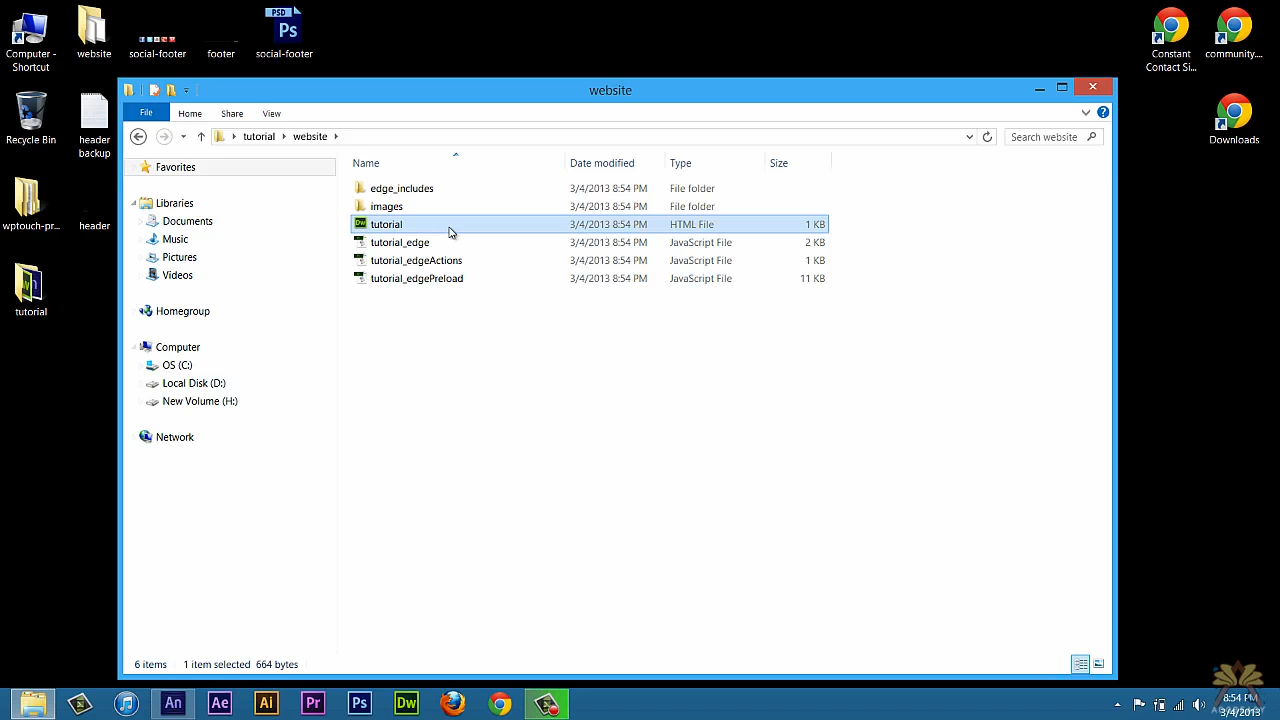 Computer - Shortcut
website
social-footer
footer
PSD
Ps
social-footer
Constant Contact Si...
community....
Recycle Bin
header backup
Downloads
wptouch-pr...
header
tutorial
website
File
Home
Share
View
tutorial
website
Search website
Favorites
Name
Date modified
Type
Size
Libraries
Documents
Music
Pictures
Videos
Homegroup
Computer
OS (C:)
Local Disk (D:)
New Volume (H:)
Network
edge_includes 3/4/2013 8:54 PM File folder
images 3/4/2013 8:54 PM File folder
tutorial 3/4/2013 8:54 PM HTML File 1 KB
tutorial_edge 3/4/2013 8:54 PM JavaScript File 2 KB
tutorial_edgeActions 3/4/2013 8:54 PM JavaScript File 1 KB
tutorial_edgePreload 3/4/2013 8:54 PM JavaScript File 11 KB
6 items 1 item selected 664 bytes
An
Ae
Ai
Pr
Ps
Dw
8:54 PM
3/4/2013